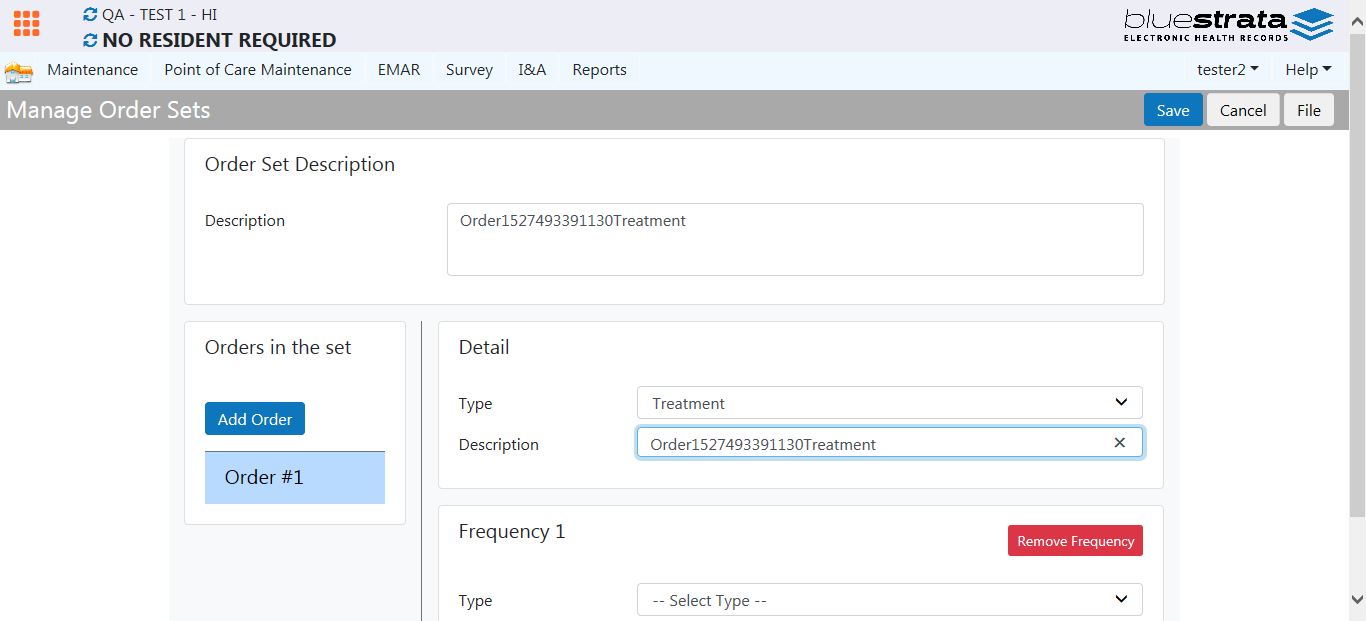 QA - TEST 1 - HI
NO RESIDENT REQUIRED
bluestrata
ELECTRONIC HEALTH RECORDS
Maintenance Point of Care Maintenance EMAR Survey I&A Reports tester2 Help
Manage Order Sets Save Cancel File
Order Set Description
Description Order1527493391130Treatment
Orders in the set
Add Order
Order #1
Detail
Type Treatment
Description Order1527493391130Treatment
Frequency 1 Remove Frequency
Type -- Select Type --